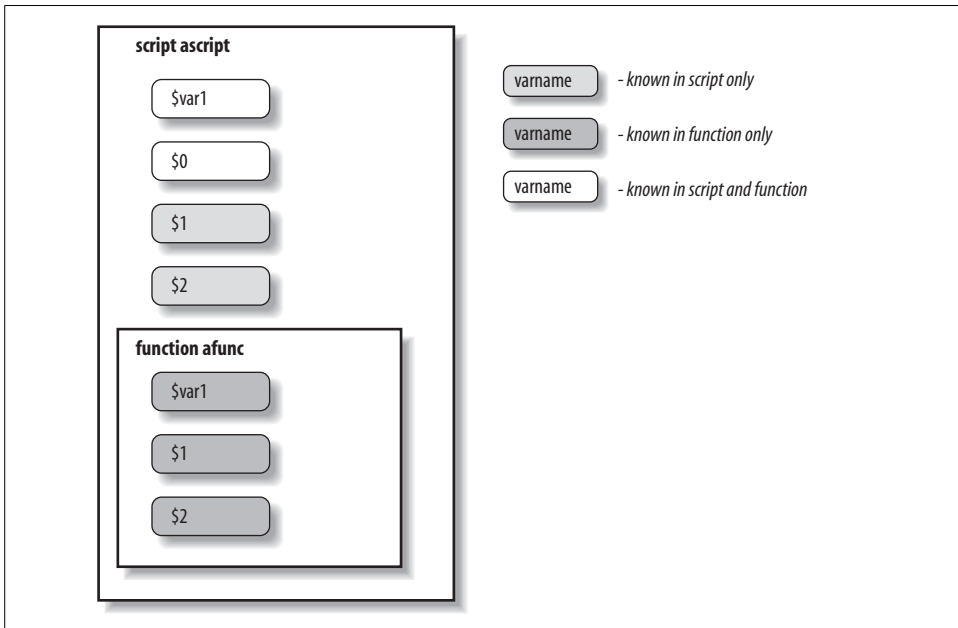 script ascript
$var1
$0
$1
$2
function afunc
$var1
$1
$2
varname - known in script only
varname - known in function only
varname - known in script and function